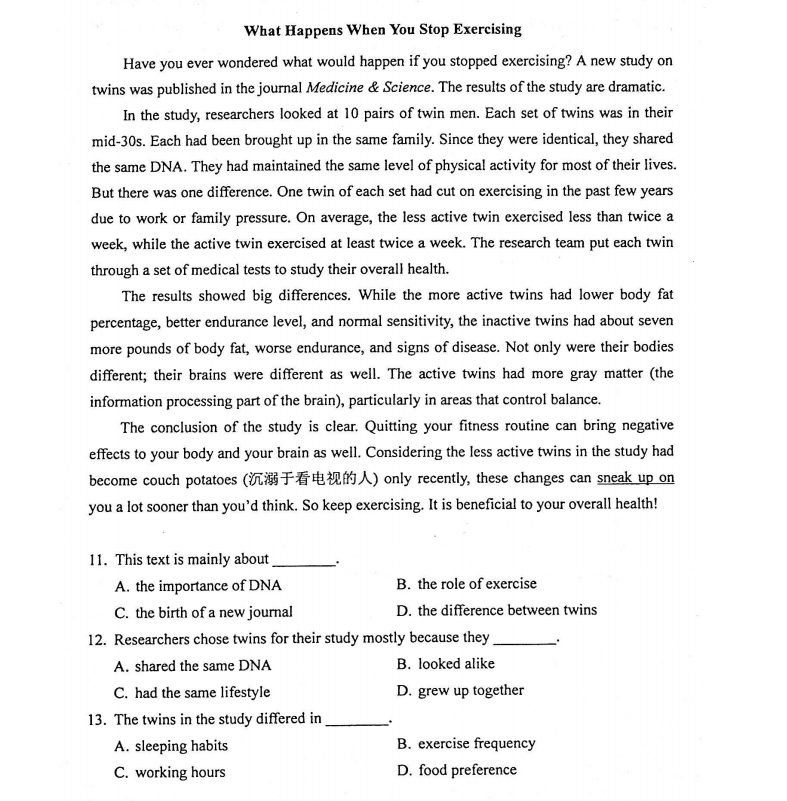 What Happens When You Stop Exercising
Have you ever wondered what would happen if you stopped exercising? A new study on
twins was published in the journal Medicine & Science. The results of the study are dramatic.
In the study, researchers looked at 10 pairs of twin men. Each set of twins was in their
mid-30s. Each had been brought up in the same family. Since they were identical, they shared
the same DNA. They had maintained the same level of physical activity for most of their lives.
But there was one difference. One twin of each set had cut on exercising in the past few years
due to work or family pressure. On average, the less active twin exercised less than twice a
week, while the active twin exercised at least twice a week. The research team put each twin
through a set of medical tests to study their overall health.
The results showed big differences. While the more active twins had lower body fat
percentage, better endurance level, and normal sensitivity, the inactive twins had about seven
more pounds of body fat, worse endurance, and signs of disease. Not only were their bodies
different; their brains were different as well. The active twins had more gray matter (the
information processing part of the brain), particularly in areas that control balance.
The conclusion of the study is clear. Quitting your fitness routine can bring negative
effects to your body and your brain as well. Considering the less active twins in the study had
become couch potatoes (沉溺于看电视的人) only recently, these changes can sneak up on
you a lot sooner than you'd think. So keep exercising. It is beneficial to your overall health!
11. This text is mainly about ________.
A. the importance of DNA B. the role of exercise
C. the birth of a new journal D. the difference between twins
12. Researchers chose twins for their study mostly because they ________.
A. shared the same DNA B. looked alike
C. had the same lifestyle D. grew up together
13. The twins in the study differed in ________.
A. sleeping habits B. exercise frequency
C. working hours D. food preference